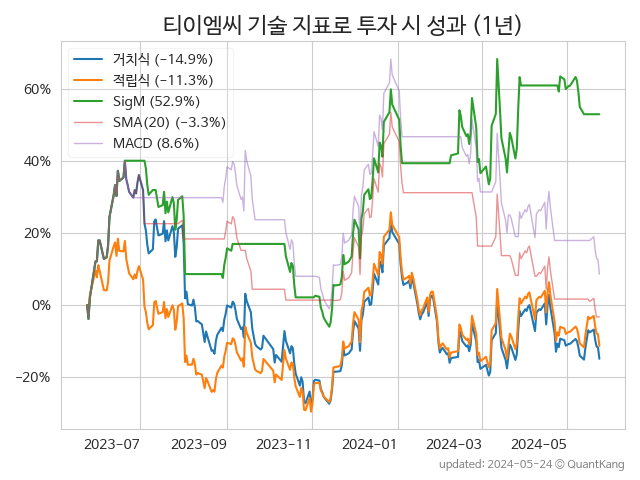 티이엠씨 기술 지표로 투자 시 성과 (1년)
거치식 (−14.9%)
적립식 (−11.3%)
SigM (52.9%)
SMA(20) (−3.3%)
MACD (8.6%)
60%
40%
20%
0%
−20%
2023-07 2023-09 2023-11 2024-01 2024-03 2024-05
updated: 2024-05-24 © QuantKang